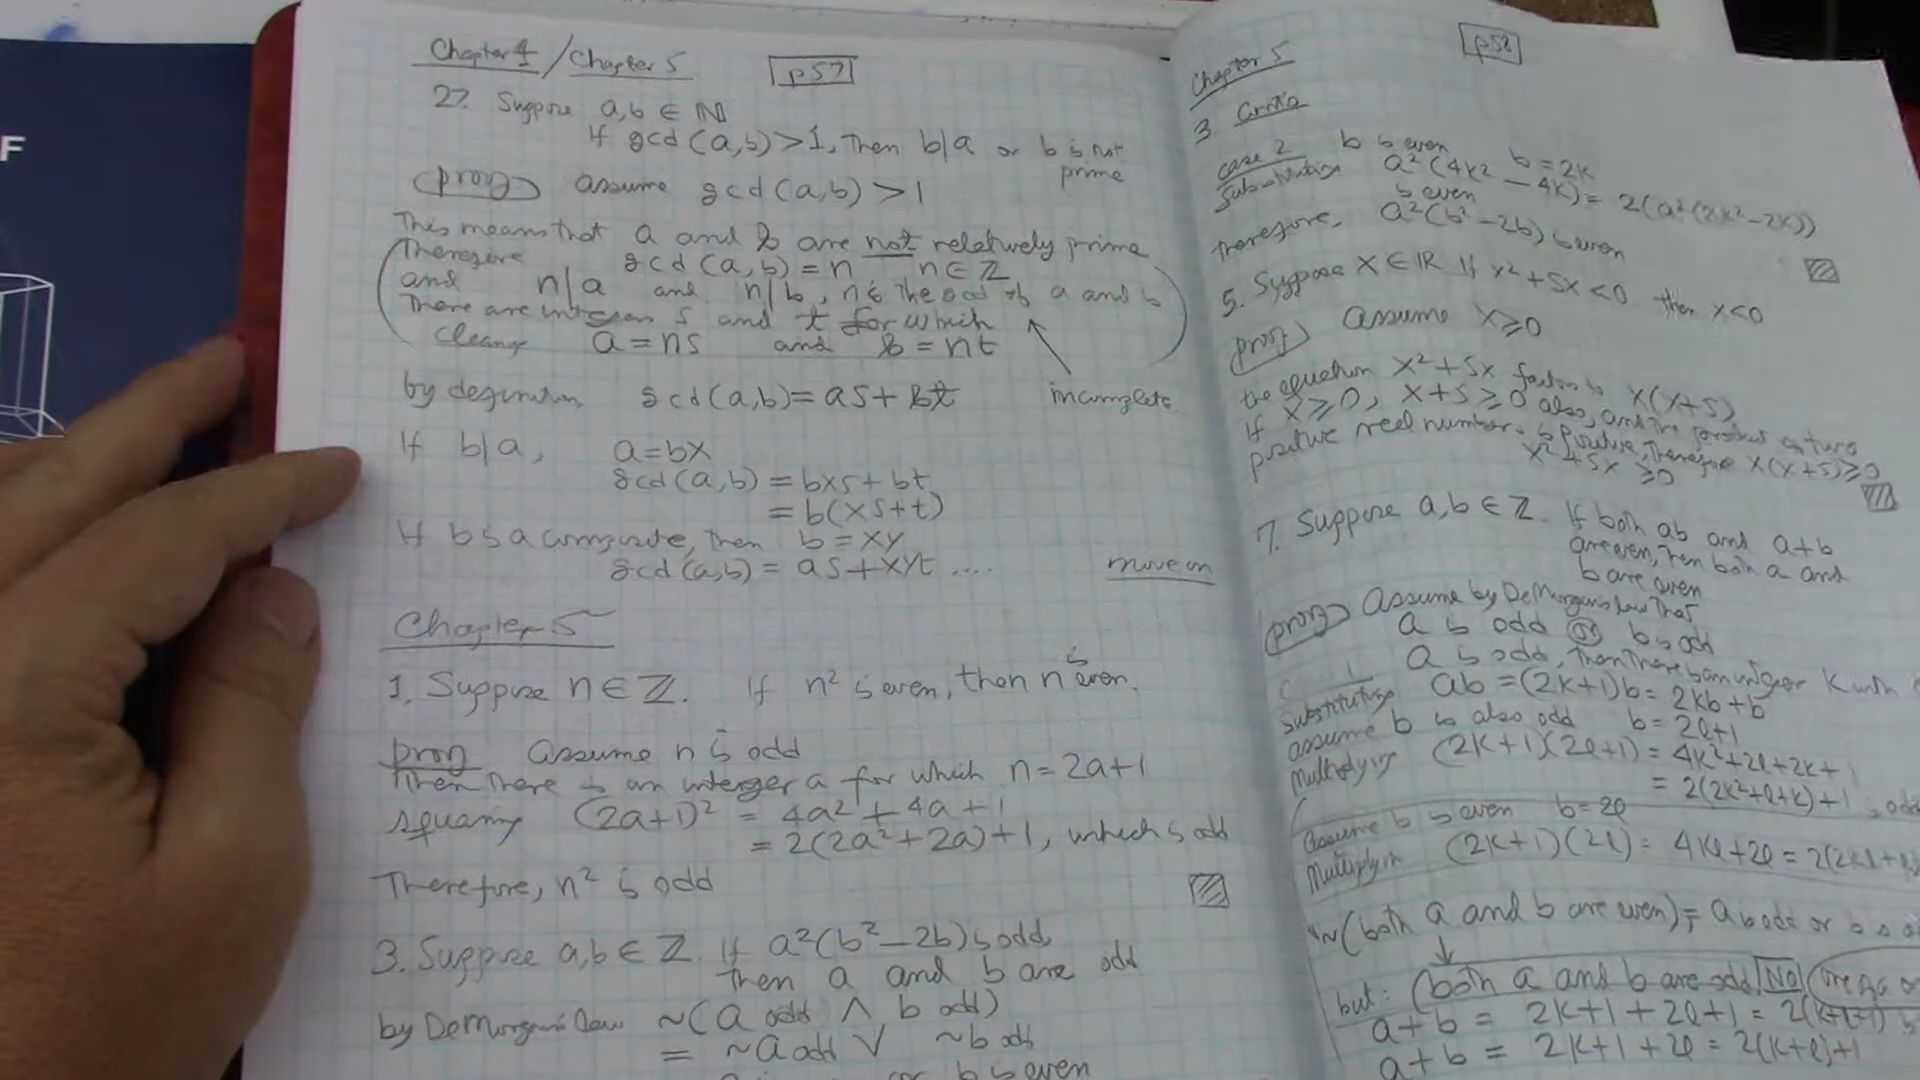 F
Chapter 4 / Chapter 5 p57
27. Suppose a, b ∈ ℕ
If gcd(a,b) > 1, Then b|a or b is not
prime
proof assume gcd(a,b) > 1
This means that a and b are not relatively prime
Therefore gcd(a,b) = n n ∈ ℤ
and n|a and n|b, n is the gcd of a and b
There are integers s and t for which
a = ns and b = nt
incomplete
by definition gcd(a,b) = as + bt
If b|a, a = bx
gcd(a,b) = bxs + bt
= b(xs+t)
If b is a composite, then b = xy
gcd(a,b) = as + xyt ....
move on
Chapter 5
1. Suppose n ∈ ℤ. If n² is even, then n is even.
proof Assume n is odd
Then there is an interger a for which n = 2a+1
squaring (2a+1)² = 4a² + 4a + 1
= 2(2a² + 2a) + 1, which is odd
Therefore, n² is odd
3. Suppose a, b ∈ ℤ. If a²(b² - 2b) is odd,
then a and b are odd
by DeMorgan's law ~(a odd ∧ b odd)
= ~a odd ∨ ~b odd
or b is even
Chapter 5 p58
3
case 2 b is even b = 2k
Substituting a²(4k² - 4k) = 2(a²(2k² - 2k))
is even
Therefore, a²(b² - 2b) is even
5. Suppose x ∈ ℝ If x² + 5x < 0 then x < 0
proof Assume x ≥ 0
the equation x² + 5x factors to x(x+5)
If x ≥ 0, x + 5 ≥ 0 also, and the product of two
positive real numbers is positive, Therefore x(x+5) ≥ 0
x² + 5x ≥ 0
7. Suppose a, b ∈ ℤ. If both ab and a+b
are even, then both a and
b are even
proof Assume by DeMorgan's law that
a is odd or b is odd
a is odd, Then there is an integer k with
Substituting ab = (2k+1)b = 2kb + b
assume b is also odd b = 2l+1
Multiplying (2k+1)(2l+1) = 4k² + 2l + 2k + 1
= 2(2k² + l + k) + 1 is odd
Assume b is even b = 2l
Multiplying (2k+1)(2l) = 4kl + 2l = 2(2kl +
~(both a and b are even) = a is odd or b is
but: (both a and b are odd NO
a + b = 2k+1 + 2l+1 = 2(k+l+1)
a + b = 2k+1 + 2l = 2(k+l) + 1